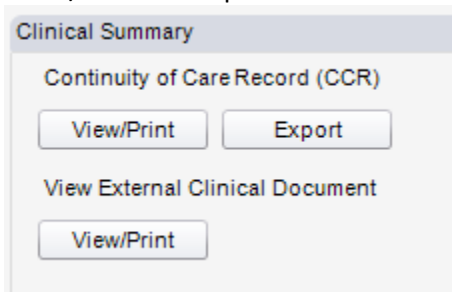 Clinical Summary
Continuity of Care Record (CCR)
View/Print Export
View External Clinical Document
View/Print